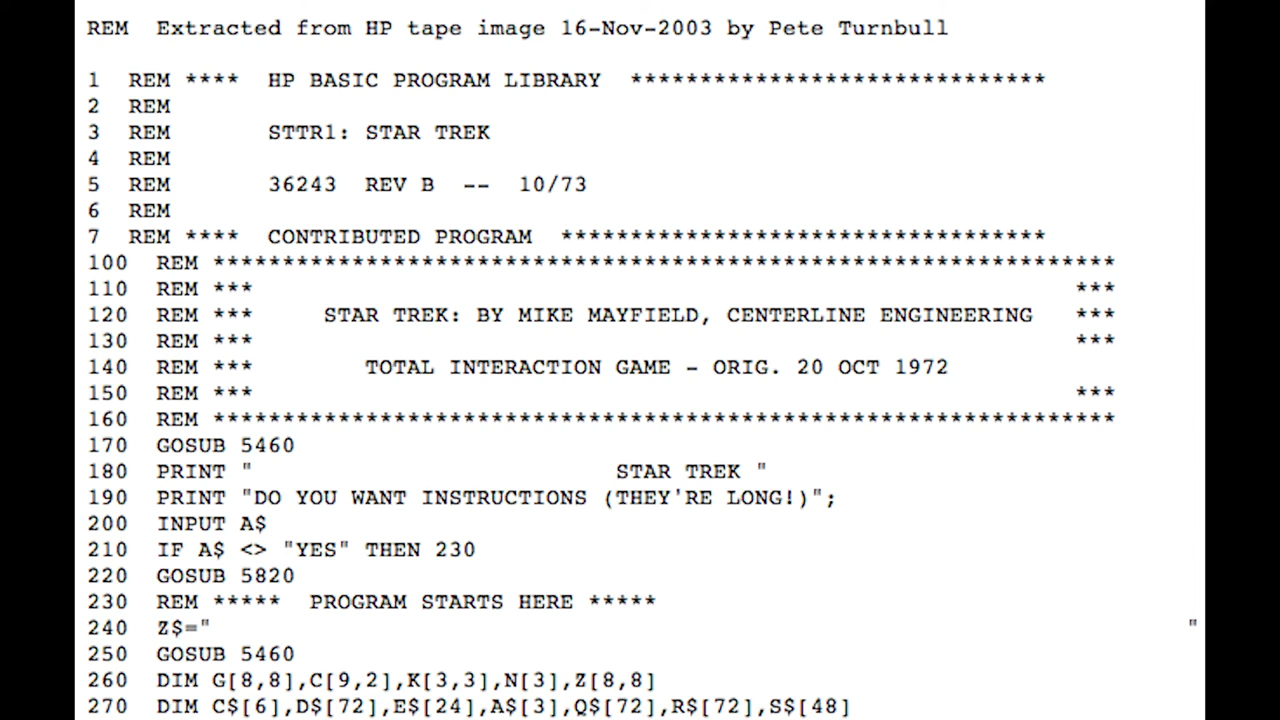 REM  Extracted from HP tape image 16-Nov-2003 by Pete Turnbull
1  REM ****  HP BASIC PROGRAM LIBRARY  ******************************
2  REM
3  REM       STTR1: STAR TREK
4  REM
5  REM       36243  REV B  --  10/73
6  REM
7  REM ****  CONTRIBUTED PROGRAM  ***********************************
100  REM *****************************************************************
110  REM ***                                                           ***
120  REM ***     STAR TREK: BY MIKE MAYFIELD, CENTERLINE ENGINEERING   ***
130  REM ***                                                           ***
140  REM ***        TOTAL INTERACTION GAME - ORIG. 20 OCT 1972
150  REM ***                                                           ***
160  REM *****************************************************************
170  GOSUB 5460
180  PRINT "                          STAR TREK "
190  PRINT "DO YOU WANT INSTRUCTIONS (THEY'RE LONG!)";
200  INPUT A$
210  IF A$ <> "YES" THEN 230
220  GOSUB 5820
230  REM *****  PROGRAM STARTS HERE *****
240  Z$="                                                                      "
250  GOSUB 5460
260  DIM G[8,8],C[9,2],K[3,3],N[3],Z[8,8]
270  DIM C$[6],D$[72],E$[24],A$[3],Q$[72],R$[72],S$[48]